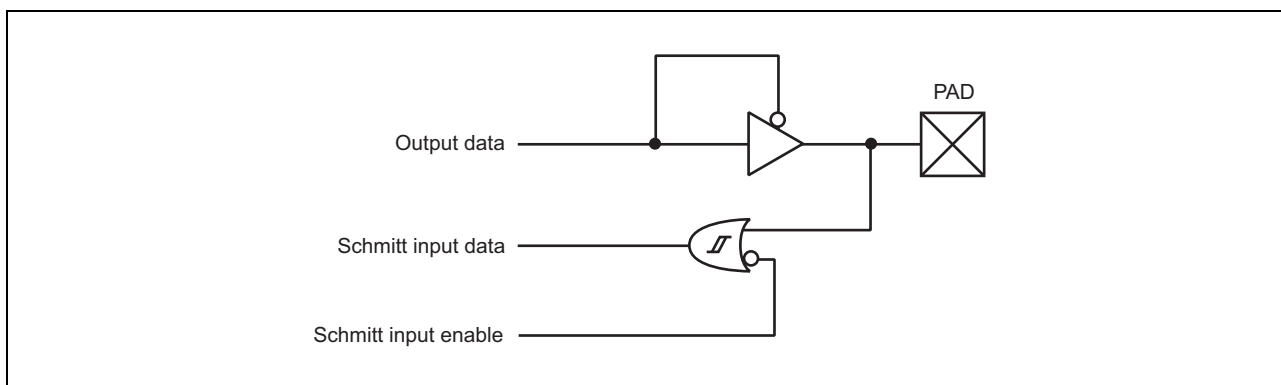 PAD
Output data
Schmitt input data
Schmitt input enable